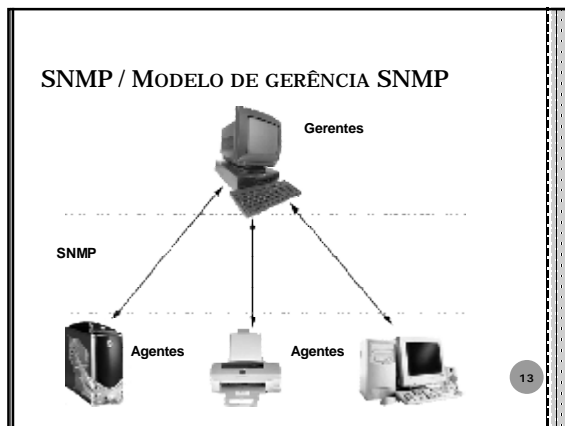 SNMP / MODELO DE GERÊNCIA SNMP
Gerentes
SNMP
Agentes
Agentes
13